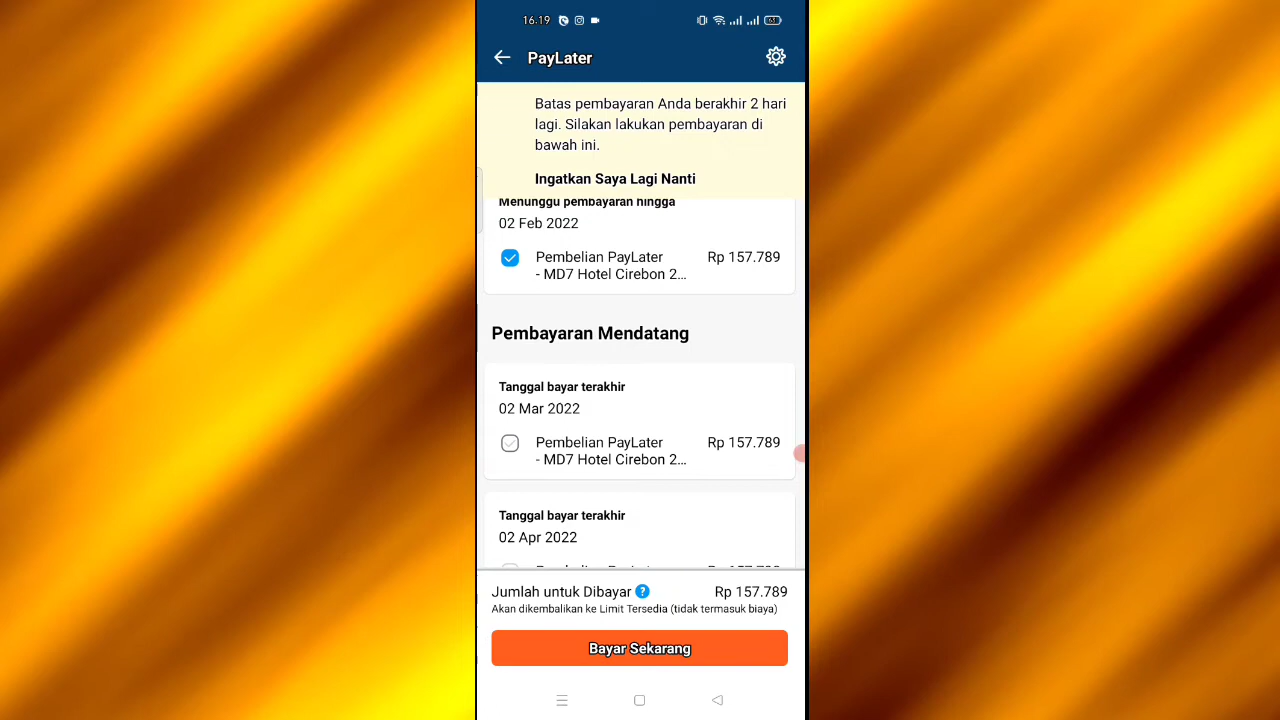 16.19
63
PayLater
Batas pembayaran Anda berakhir 2 hari
lagi. Silakan lakukan pembayaran di
bawah ini.
Ingatkan Saya Lagi Nanti
Menunggu pembayaran hingga
02 Feb 2022
Pembelian PayLater Rp 157.789
- MD7 Hotel Cirebon 2...
Pembayaran Mendatang
Tanggal bayar terakhir
02 Mar 2022
Pembelian PayLater Rp 157.789
- MD7 Hotel Cirebon 2...
Tanggal bayar terakhir
02 Apr 2022
Jumlah untuk Dibayar ? Rp 157.789
Akan dikembalikan ke Limit Tersedia (tidak termasuk biaya)
Bayar Sekarang